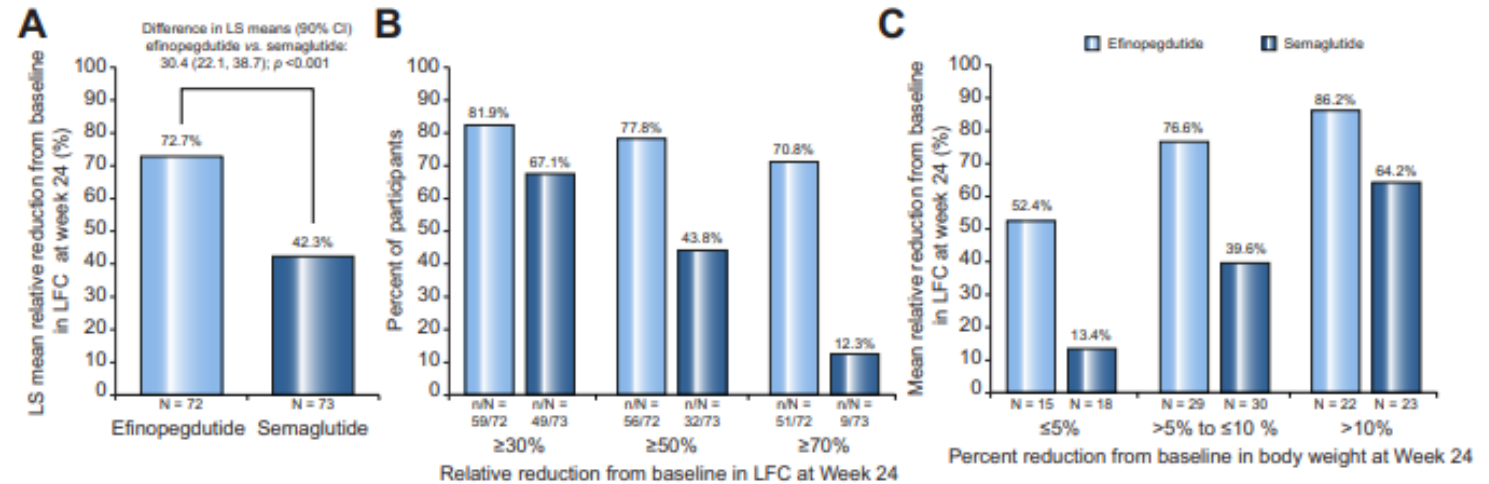 A
Difference in LS means (90% CI)
efinopegdutide vs. semaglutide:
30.4 (22.1, 38.7); p <0.001
LS mean relative reduction from baseline
in LFC at week 24 (%)
100
90
80
70
60
50
40
30
20
10
0
72.7%
42.3%
N = 72
N = 73
Efinopegdutide
Semaglutide
B
Percent of participants
100
90
80
70
60
50
40
30
20
10
0
81.9%
67.1%
77.8%
43.8%
70.8%
12.3%
n/N =
59/72
n/N =
49/73
n/N =
56/72
n/N =
32/73
n/N =
51/72
n/N =
9/73
≥30%
≥50%
≥70%
Relative reduction from baseline in LFC at Week 24
C
Efinopegdutide
Semaglutide
Mean relative reduction from baseline
in LFC at week 24 (%)
100
90
80
70
60
50
40
30
20
10
0
52.4%
13.4%
76.6%
39.6%
86.2%
64.2%
N = 15
N = 18
N = 29
N = 30
N = 22
N = 23
≤5%
>5% to ≤10 %
>10%
Percent reduction from baseline in body weight at Week 24